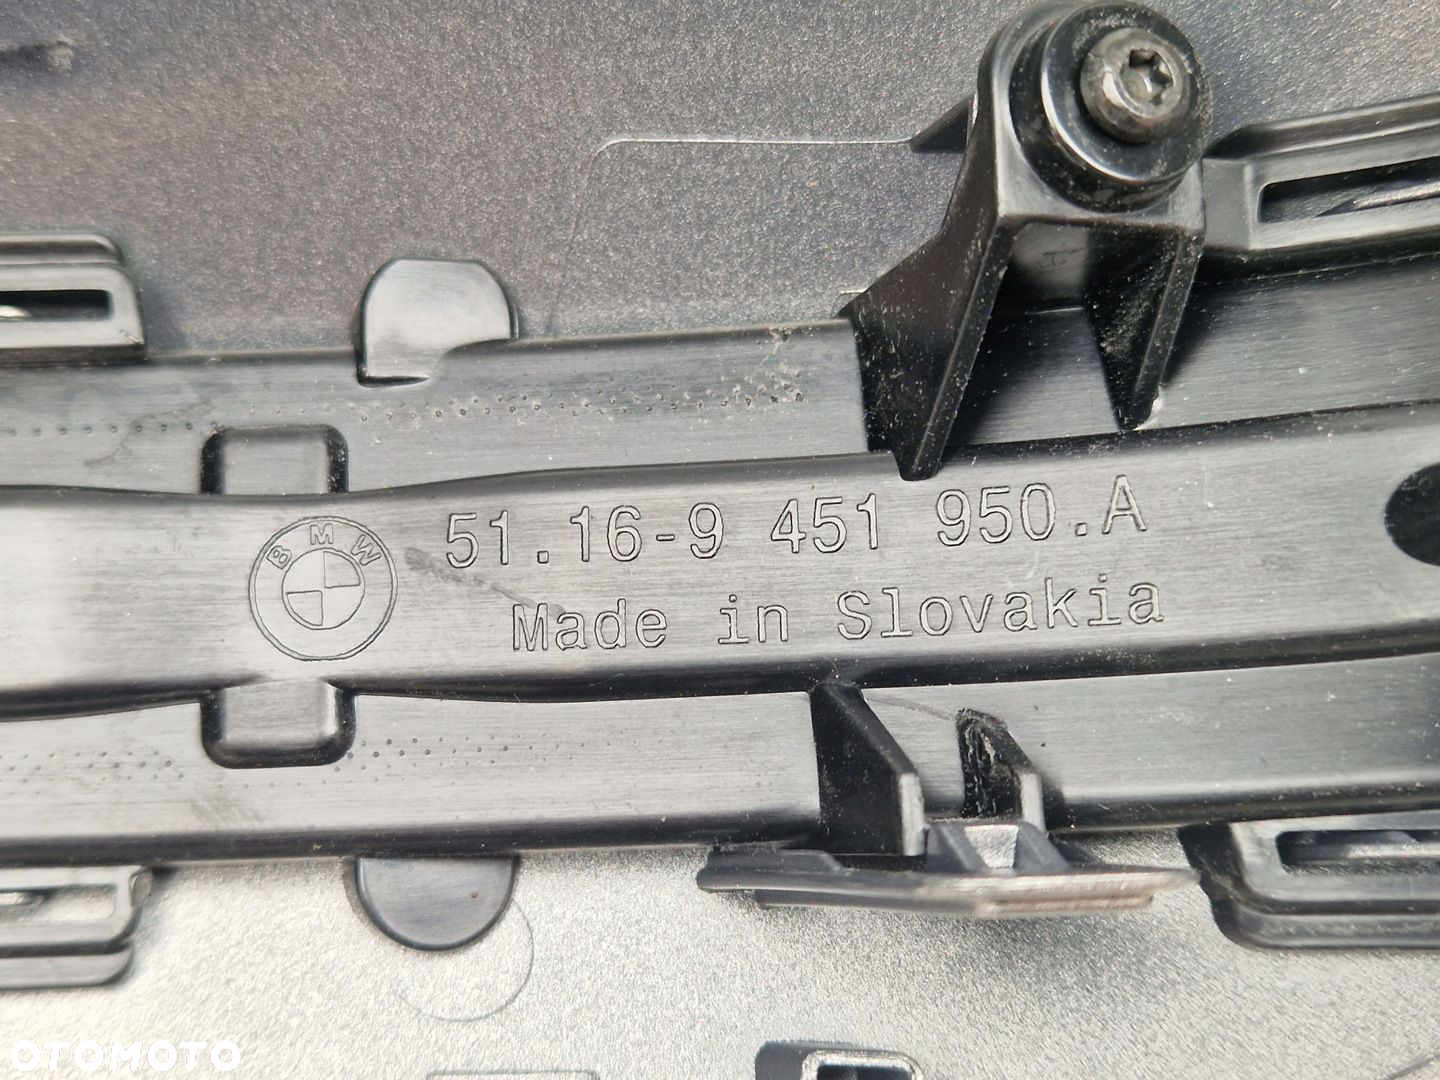 BMW
51.16-9 451 950.A
Made in Slovakia
OTOMOTO